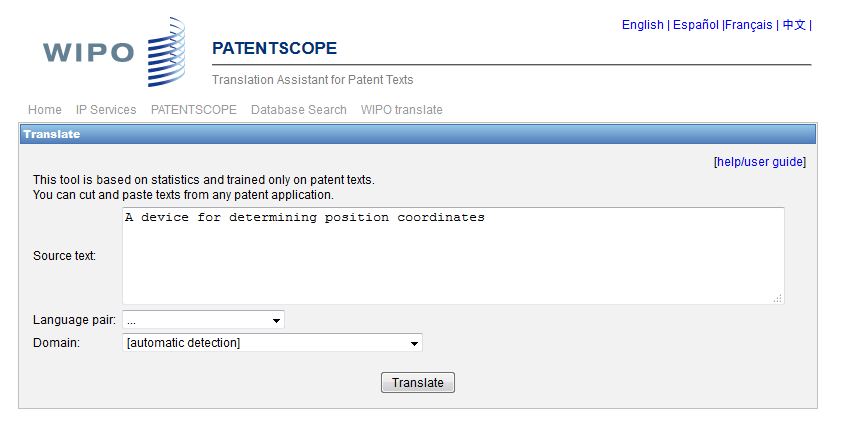 English | Español |Français | 中文 |
WIPO
PATENTSCOPE
Translation Assistant for Patent Texts
Home IP Services PATENTSCOPE Database Search WIPO translate
Translate
[help/user guide]
This tool is based on statistics and trained only on patent texts.
You can cut and paste texts from any patent application.
Source text:
A device for determining position coordinates
Language pair: ...
Domain: [automatic detection]
Translate